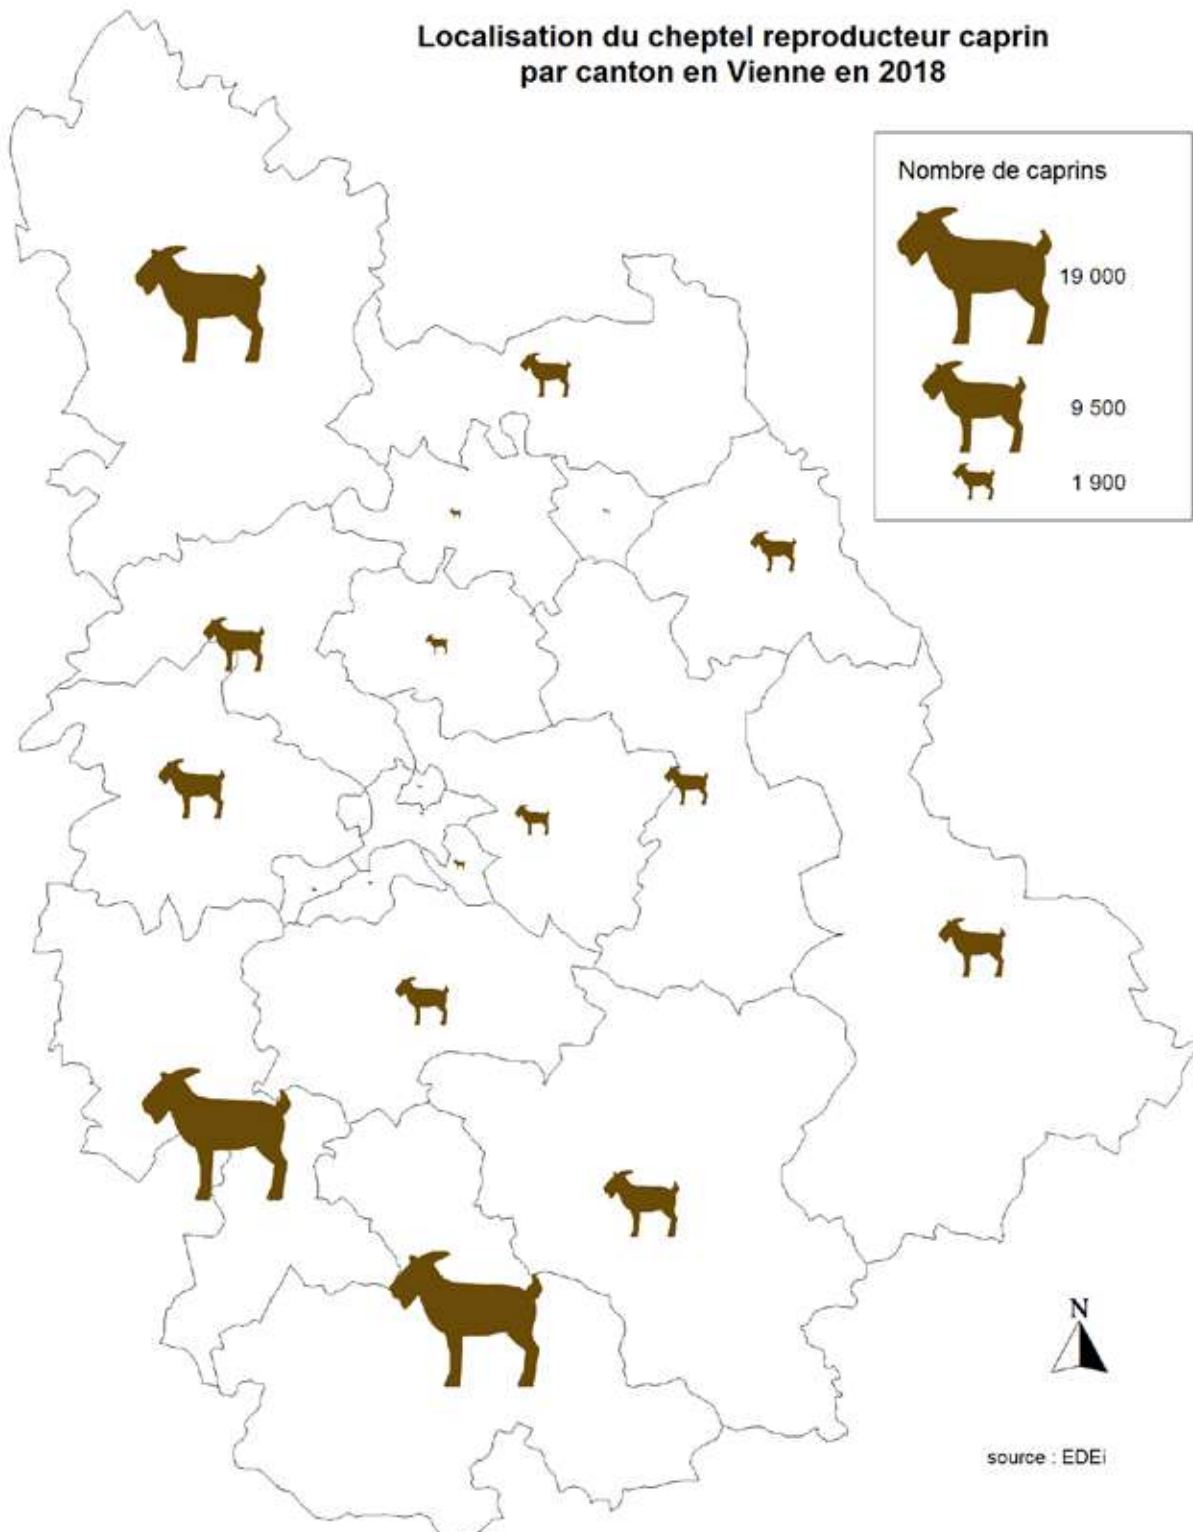 Localisation du cheptel reproducteur caprin
par canton en Vienne en 2018
Nombre de caprins
19 000
9 500
1 900
N
source : EDEi